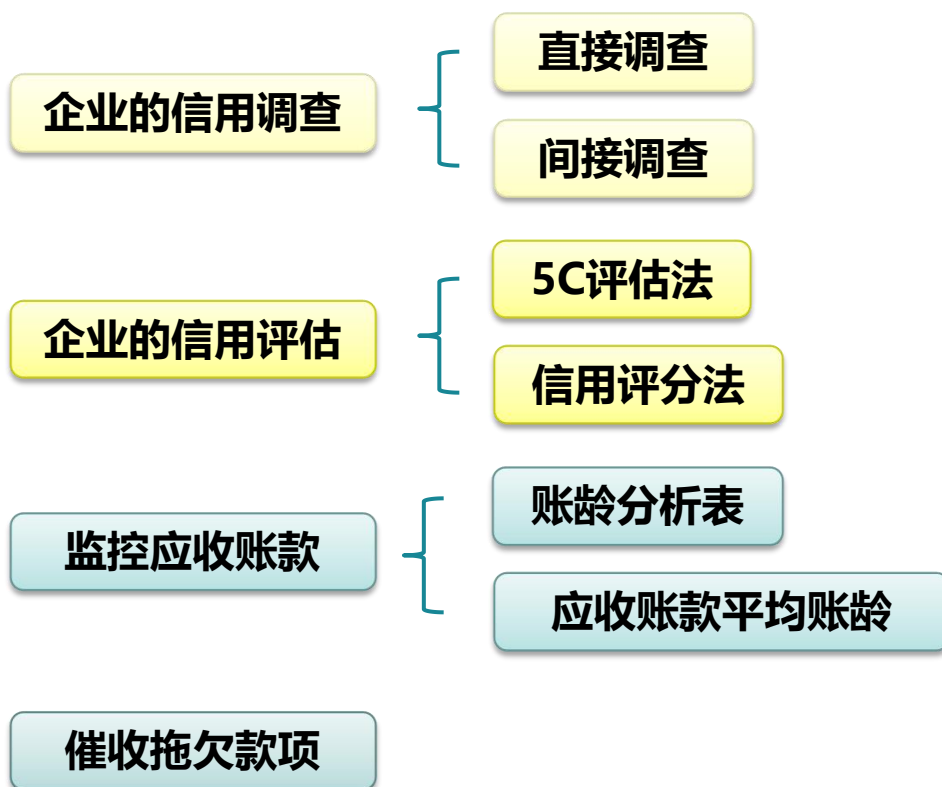 企业的信用调查
直接调查
间接调查
企业的信用评估
5C评估法
信用评分法
监控应收账款
账龄分析表
应收账款平均账龄
催收拖欠款项